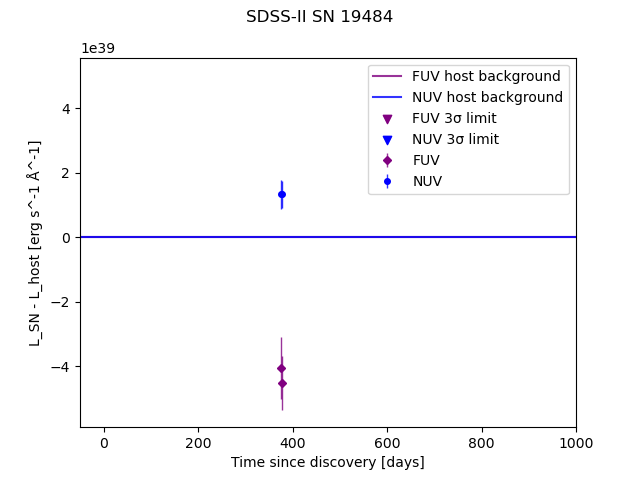 SDSS-II SN 19484
1e39
FUV host background
NUV host background
FUV 3σ limit
NUV 3σ limit
FUV
NUV
4
2
0
−2
−4
L_SN - L_host [erg s^-1 Å^-1]
0 200 400 600 800 1000
Time since discovery [days]